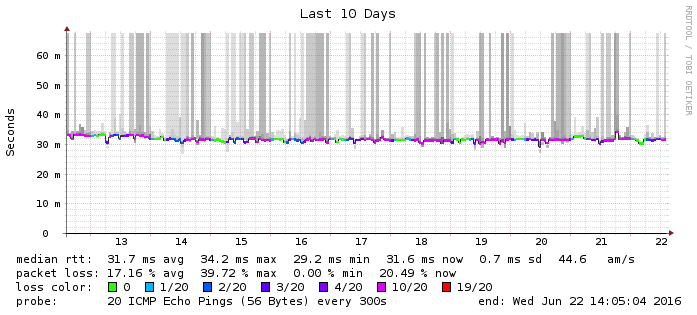 Last 10 Days
RRDTOOL / TOBI OETIKER
Seconds
60 m
50 m
40 m
30 m
20 m
10 m
0
13 14 15 16 17 18 19 20 21 22
median rtt: 31.7 ms avg 34.2 ms max 29.2 ms min 31.6 ms now 0.7 ms sd 44.6 am/s
packet loss: 17.16 % avg 39.72 % max 0.00 % min 20.49 % now
loss color: 0 1/20 2/20 3/20 4/20 10/20 19/20
probe: 20 ICMP Echo Pings (56 Bytes) every 300s end: Wed Jun 22 14:05:04 2016